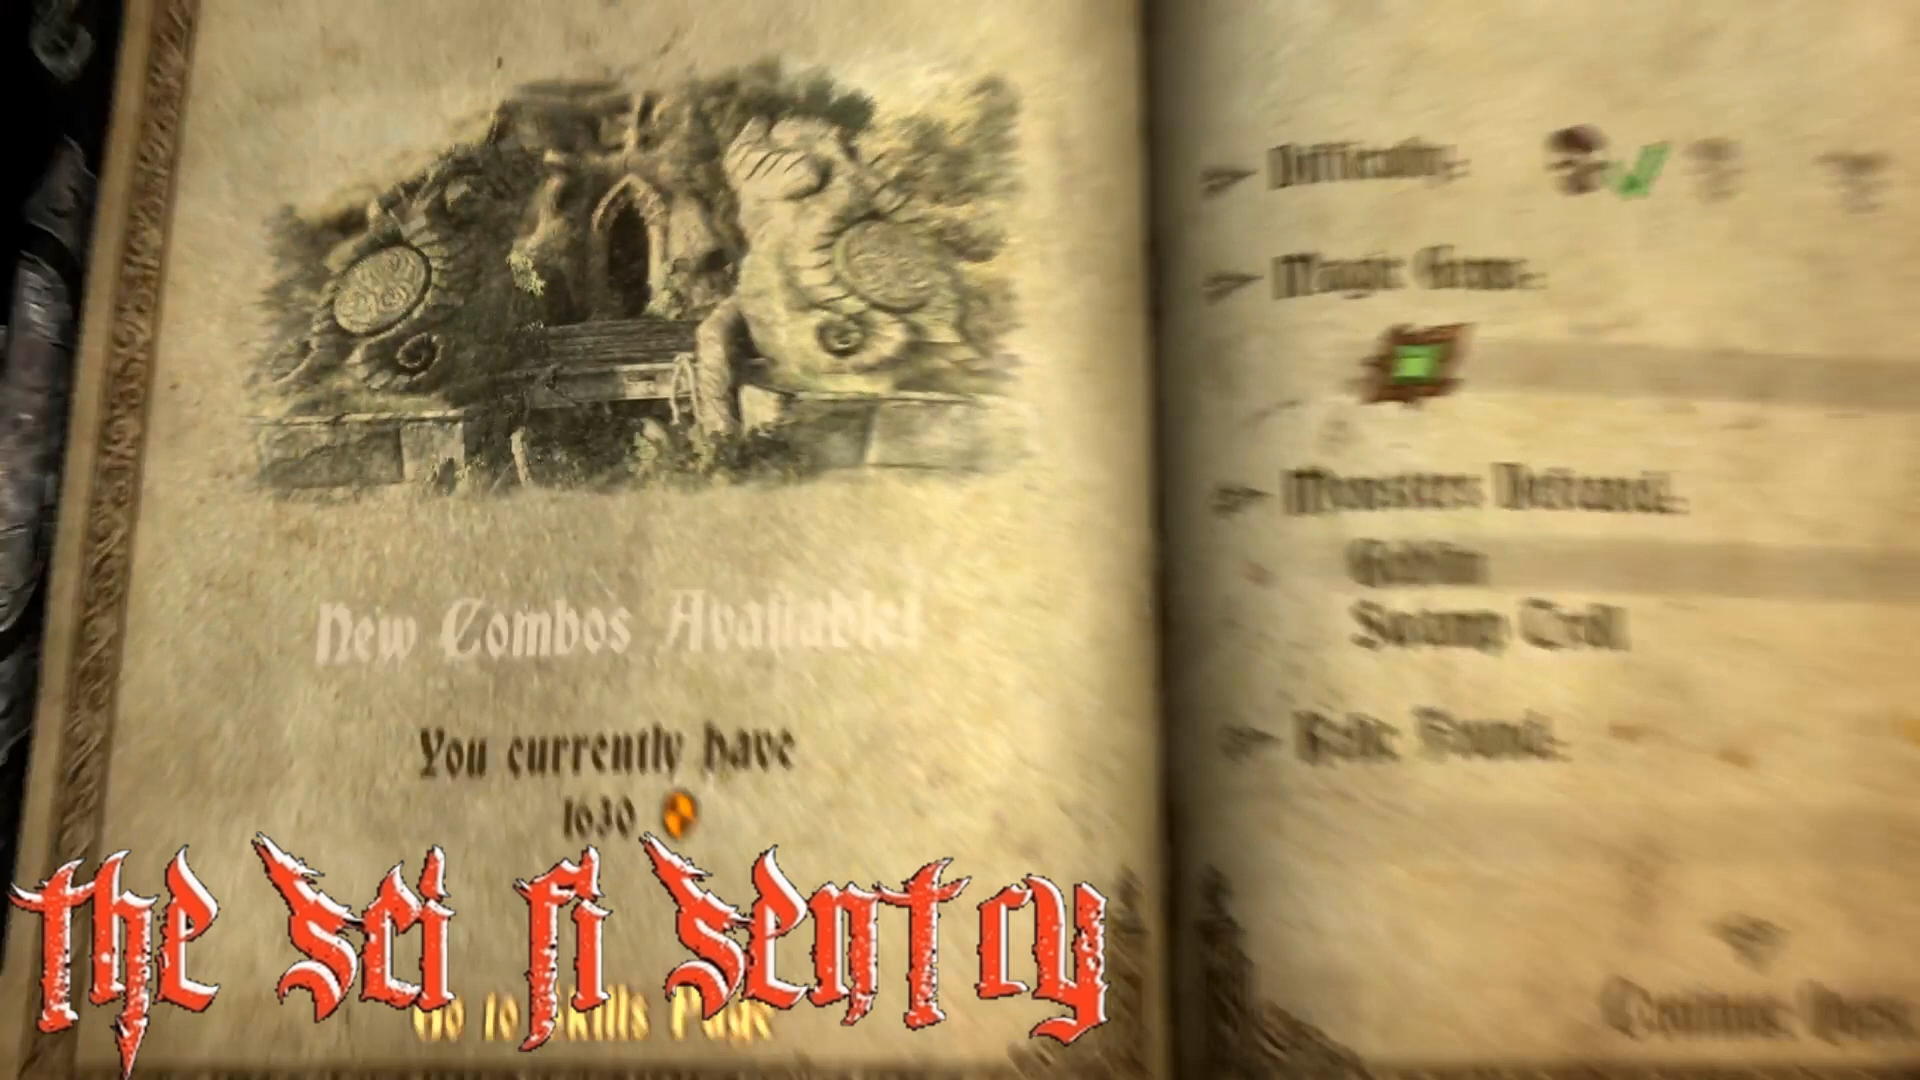 New Combos Available!
You currently have
1630
the sci fi sentry
Go to Skills Page
Difficulty:
Magic Gems:
Monsters Defeated:
Goblin
Swamp Troll
Relic Found: